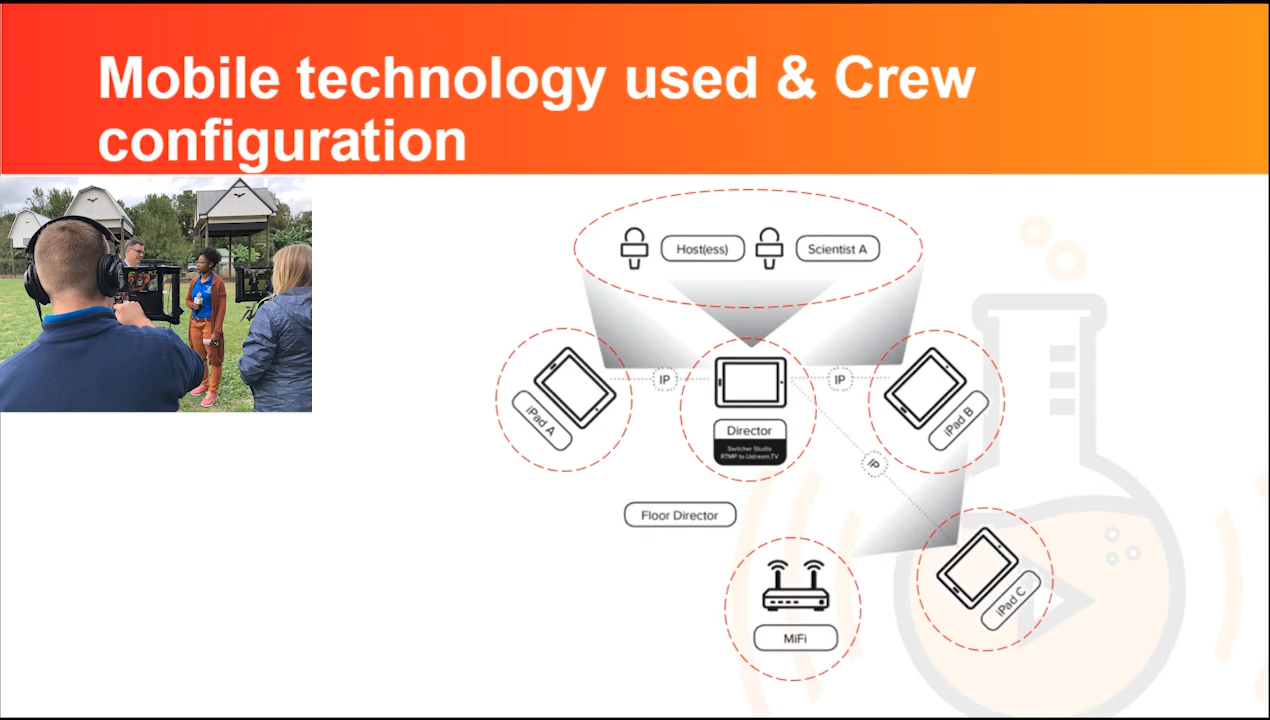 Mobile technology used & Crew
configuration
Host(ess)
Scientist A
IP
IP
iPad A
Director
Switcher Studio
RTMP to Ustream.TV
iPad B
IP
Floor Director
MiFi
iPad C